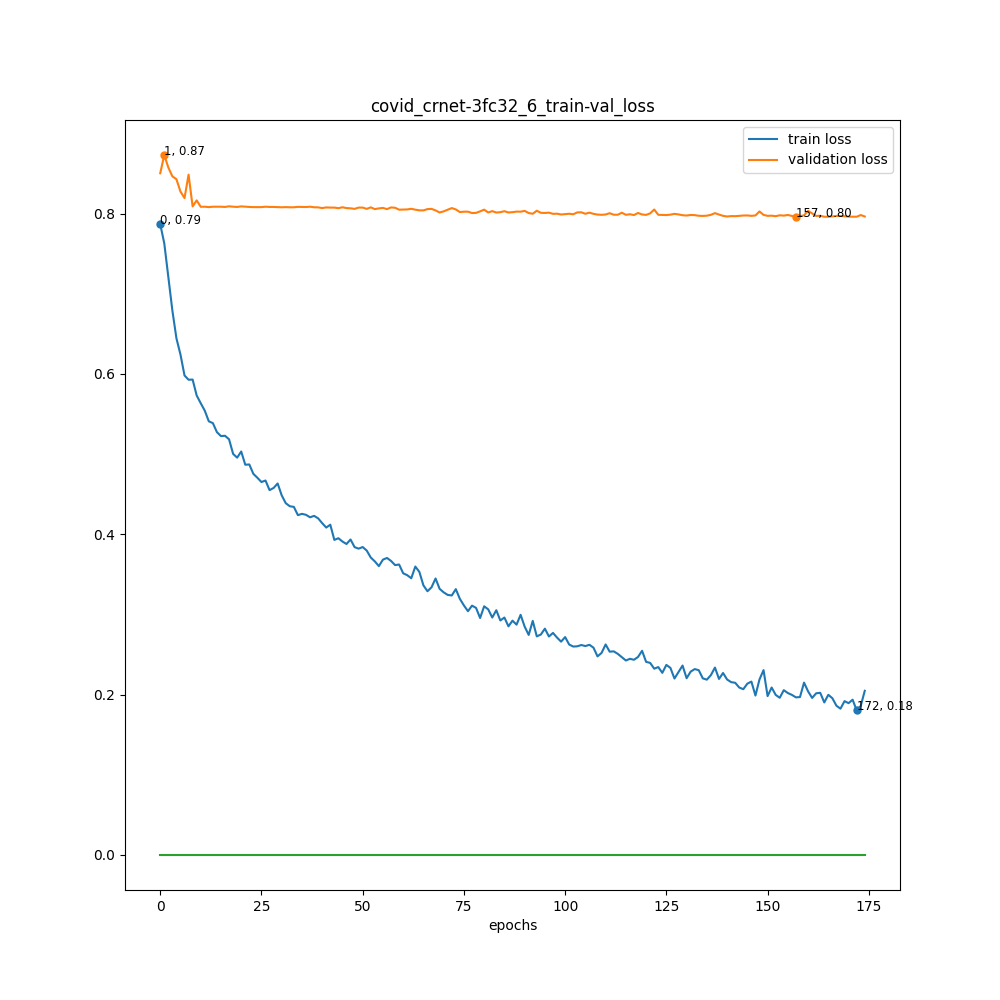 covid_crnet-3fc32_6_train-val_loss
train loss
validation loss
1, 0.87
0, 0.79
157, 0.80
172, 0.18
0.8
0.6
0.4
0.2
0.0
0 25 50 75 100 125 150 175
epochs